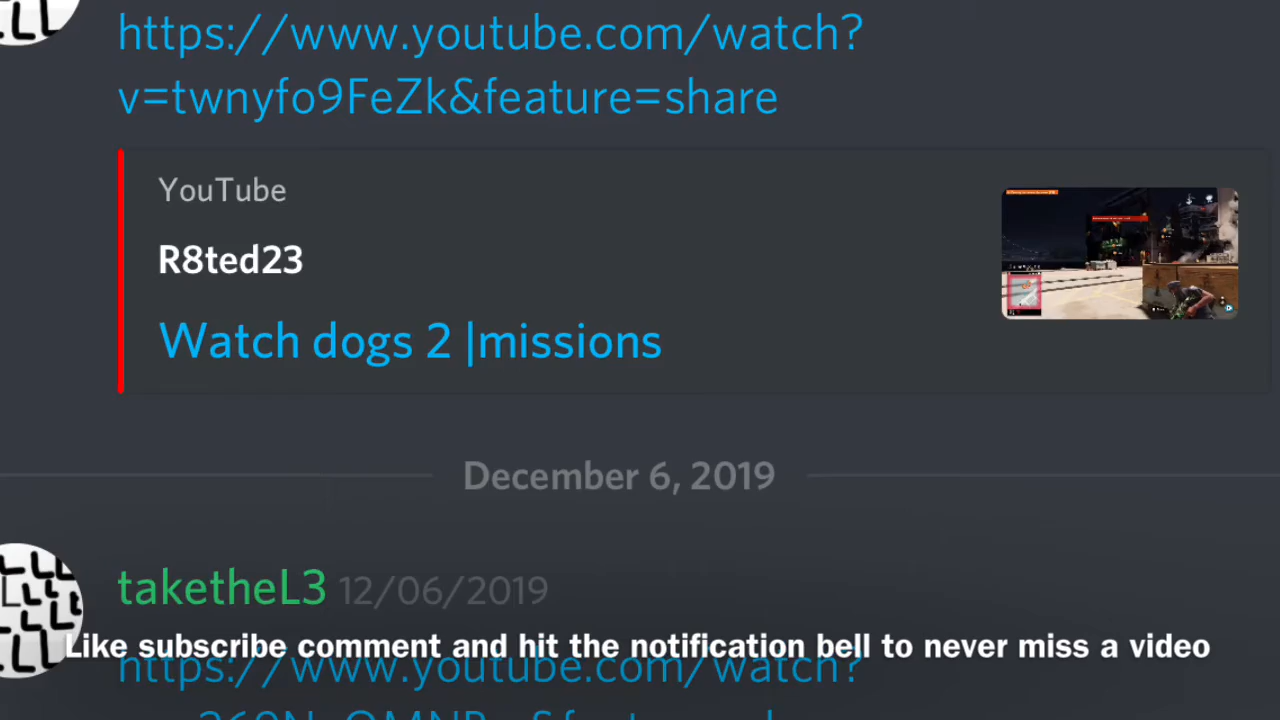 https://www.youtube.com/watch?
v=twnyfo9FeZk&feature=share
YouTube
R8ted23
Watch dogs 2 |missions
December 6, 2019
taketheL3 12/06/2019
Like subscribe comment and hit the notification bell to never miss a video
https://www.youtube.com/watch?